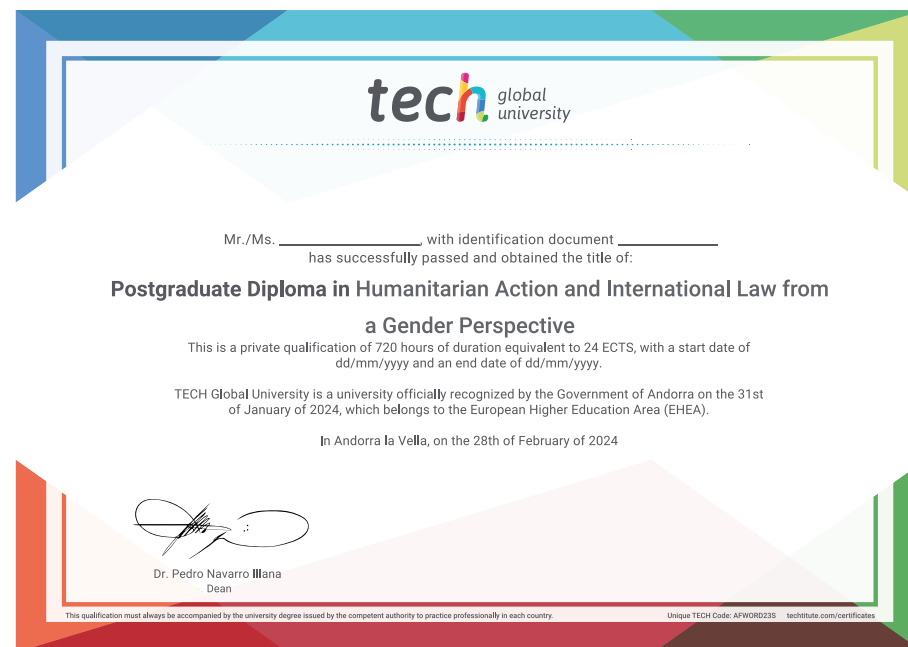 tech global
university
Mr./Ms. ____________, with identification document ____________
has successfully passed and obtained the title of:
Postgraduate Diploma in Humanitarian Action and International Law from
a Gender Perspective
This is a private qualification of 720 hours of duration equivalent to 24 ECTS, with a start date of
dd/mm/yyyy and an end date of dd/mm/yyyy.
TECH Global University is a university officially recognized by the Government of Andorra on the 31st
of January of 2024, which belongs to the European Higher Education Area (EHEA).
In Andorra la Vella, on the 28th of February of 2024
Dr. Pedro Navarro Illana
Dean
This qualification must always be accompanied by the university degree issued by the competent authority to practice professionally in each country. Unique TECH Code: AFWORD23S techtitute.com/certificates